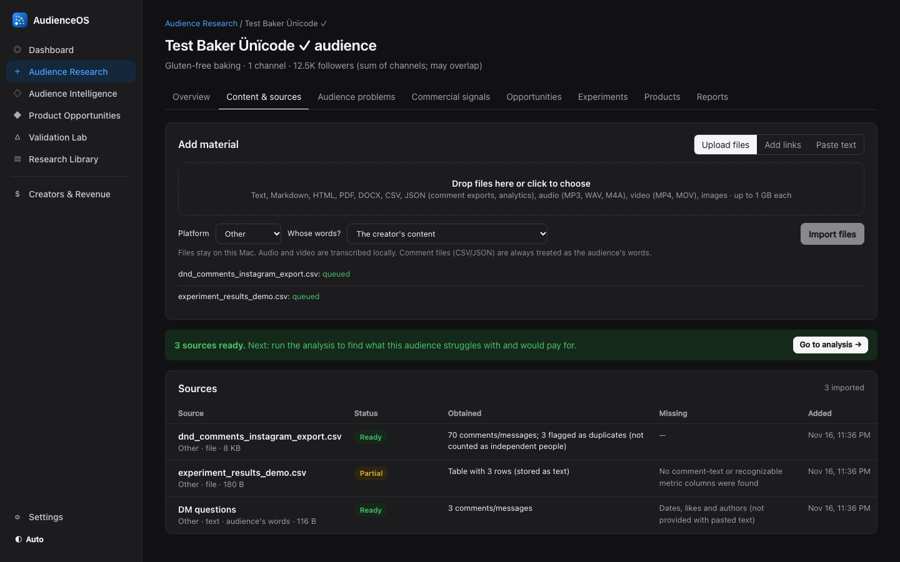 AudienceOS
Dashboard
Audience Research
Audience Intelligence
Product Opportunities
Validation Lab
Research Library
$ Creators & Revenue
Settings
Auto
Audience Research / Test Baker Ünïcode ✓
Test Baker Ünïcode ✓ audience
Gluten-free baking · 1 channel · 12.5K followers (sum of channels; may overlap)
Overview Content & sources Audience problems Commercial signals Opportunities Experiments Products Reports
Add material
Upload files Add links Paste text
Drop files here or click to choose
Text, Markdown, HTML, PDF, DOCX, CSV, JSON (comment exports, analytics), audio (MP3, WAV, M4A), video (MP4, MOV), images · up to 1 GB each
Platform Other Whose words? The creator's content Import files
Files stay on this Mac. Audio and video are transcribed locally. Comment files (CSV/JSON) are always treated as the audience's words.
dnd_comments_instagram_export.csv: queued
experiment_results_demo.csv: queued
3 sources ready. Next: run the analysis to find what this audience struggles with and would pay for. Go to analysis →
Sources 3 imported
Source Status Obtained Missing Added
dnd_comments_instagram_export.csv Ready 70 comments/messages; 3 flagged as duplicates (not — Nov 16, 11:36 PM
Other · file · 8 KB counted as independent people)
experiment_results_demo.csv Partial Table with 3 rows (stored as text) No comment-text or recognizable Nov 16, 11:36 PM
Other · file · 180 B metric columns were found
DM questions Ready 3 comments/messages Dates, likes and authors (not Nov 16, 11:36 PM
Other · text · audience's words · 116 B provided with pasted text)